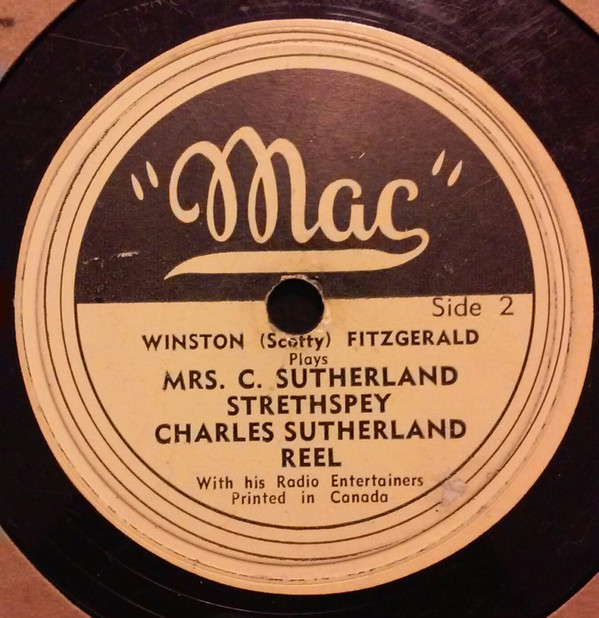 "Mac"
Side 2
WINSTON (Scotty) FITZGERALD
Plays
MRS. C. SUTHERLAND
STRETHSPEY
CHARLES SUTHERLAND
REEL
With his Radio Entertainers
Printed in Canada